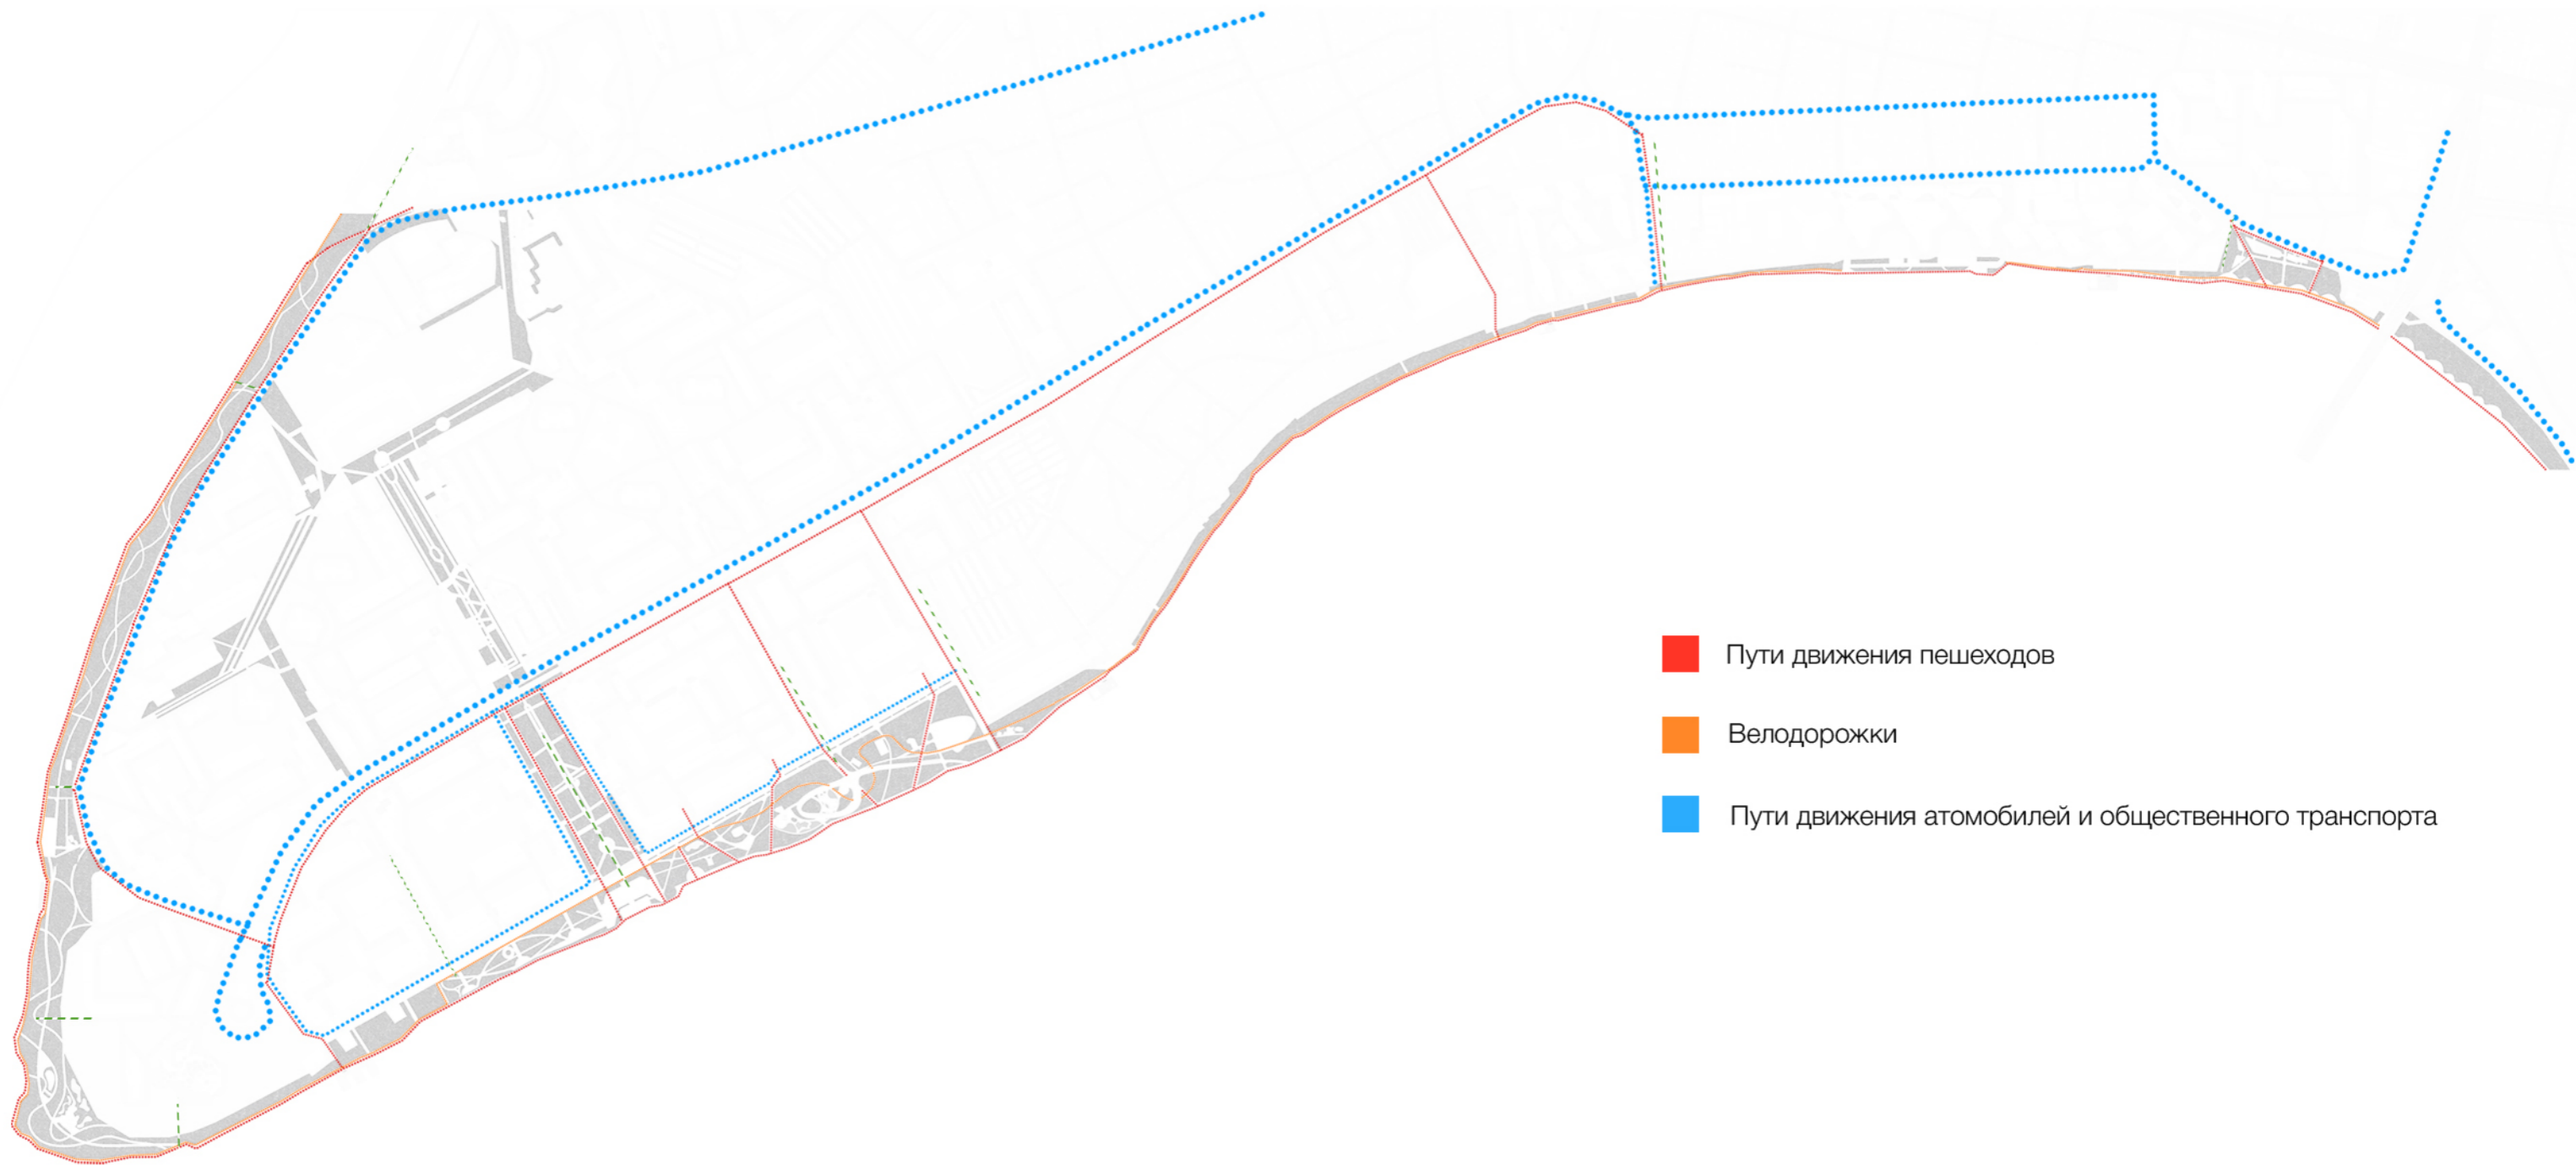 Пути движения пешеходов
Велодорожки
Пути движения атомобилей и общественного транспорта